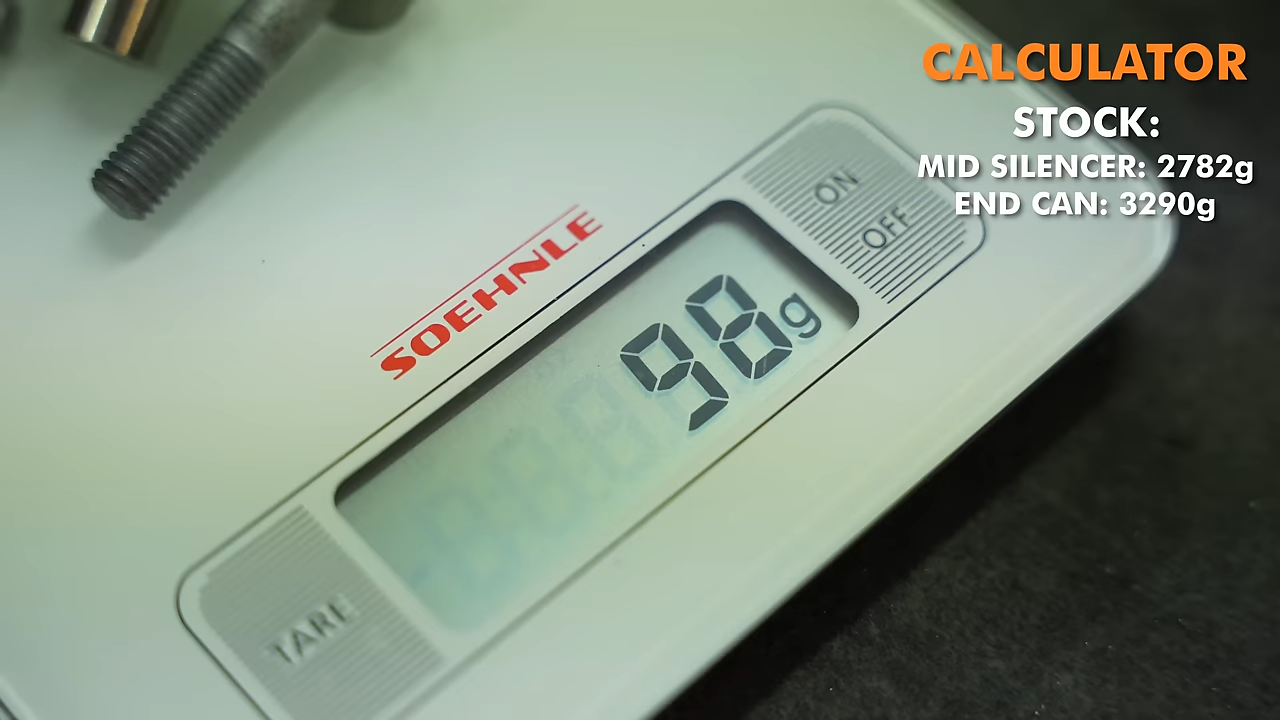 CALCULATOR
STOCK:
MID SILENCER: 2782g
END CAN: 3290g
ON
OFF
SOEHNLE
98g
TARE